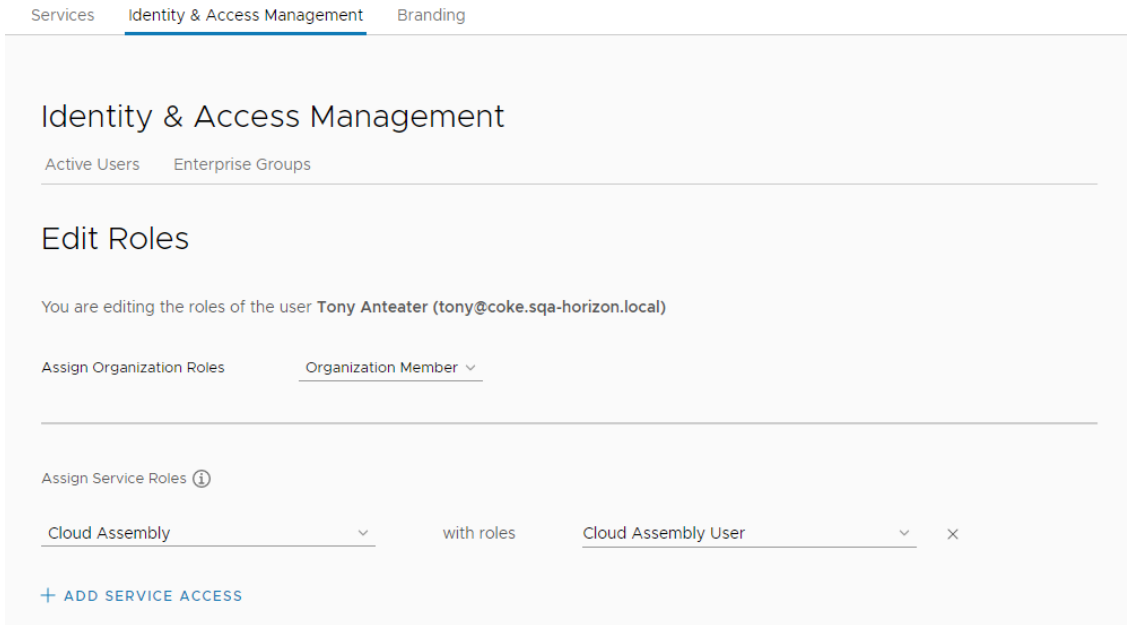 Services Identity & Access Management Branding
Identity & Access Management
Active Users Enterprise Groups
Edit Roles
You are editing the roles of the user Tony Anteater (tony@coke.sqa-horizon.local)
Assign Organization Roles Organization Member
Assign Service Roles
Cloud Assembly with roles Cloud Assembly User
+ ADD SERVICE ACCESS